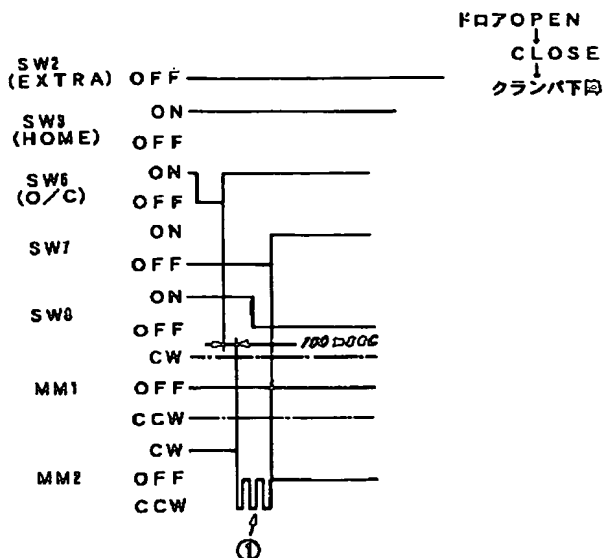 ドロアOPEN
↓
CLOSE
↓
クランパ下
SW2
(EXTRA) OFF
SW3
(HOME)
ON
OFF
SW6
(O/C)
ON
OFF
SW7
ON
OFF
SW8
ON
OFF
MM1
CW
OFF
CCW
MM2
CW
OFF
CCW
①